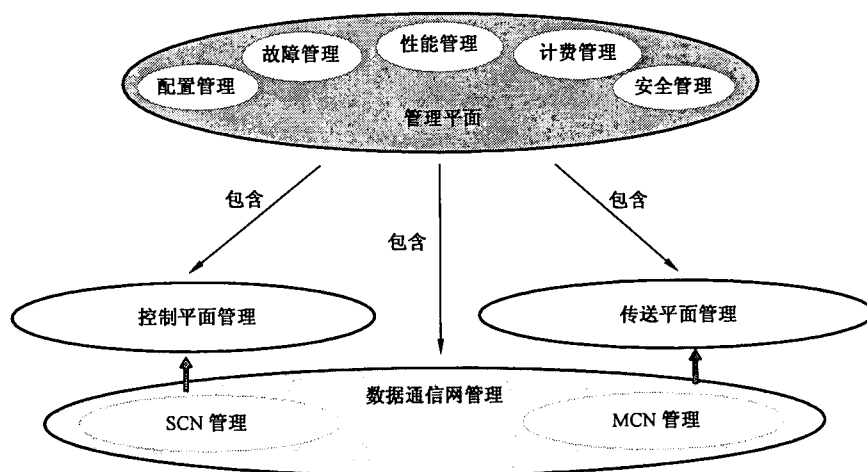 性能管理
故障管理
计费管理
配置管理
安全管理
管理平面
包含
包含
包含
控制平面管理
传送平面管理
数据通信网管理
SCN 管理
MCN 管理